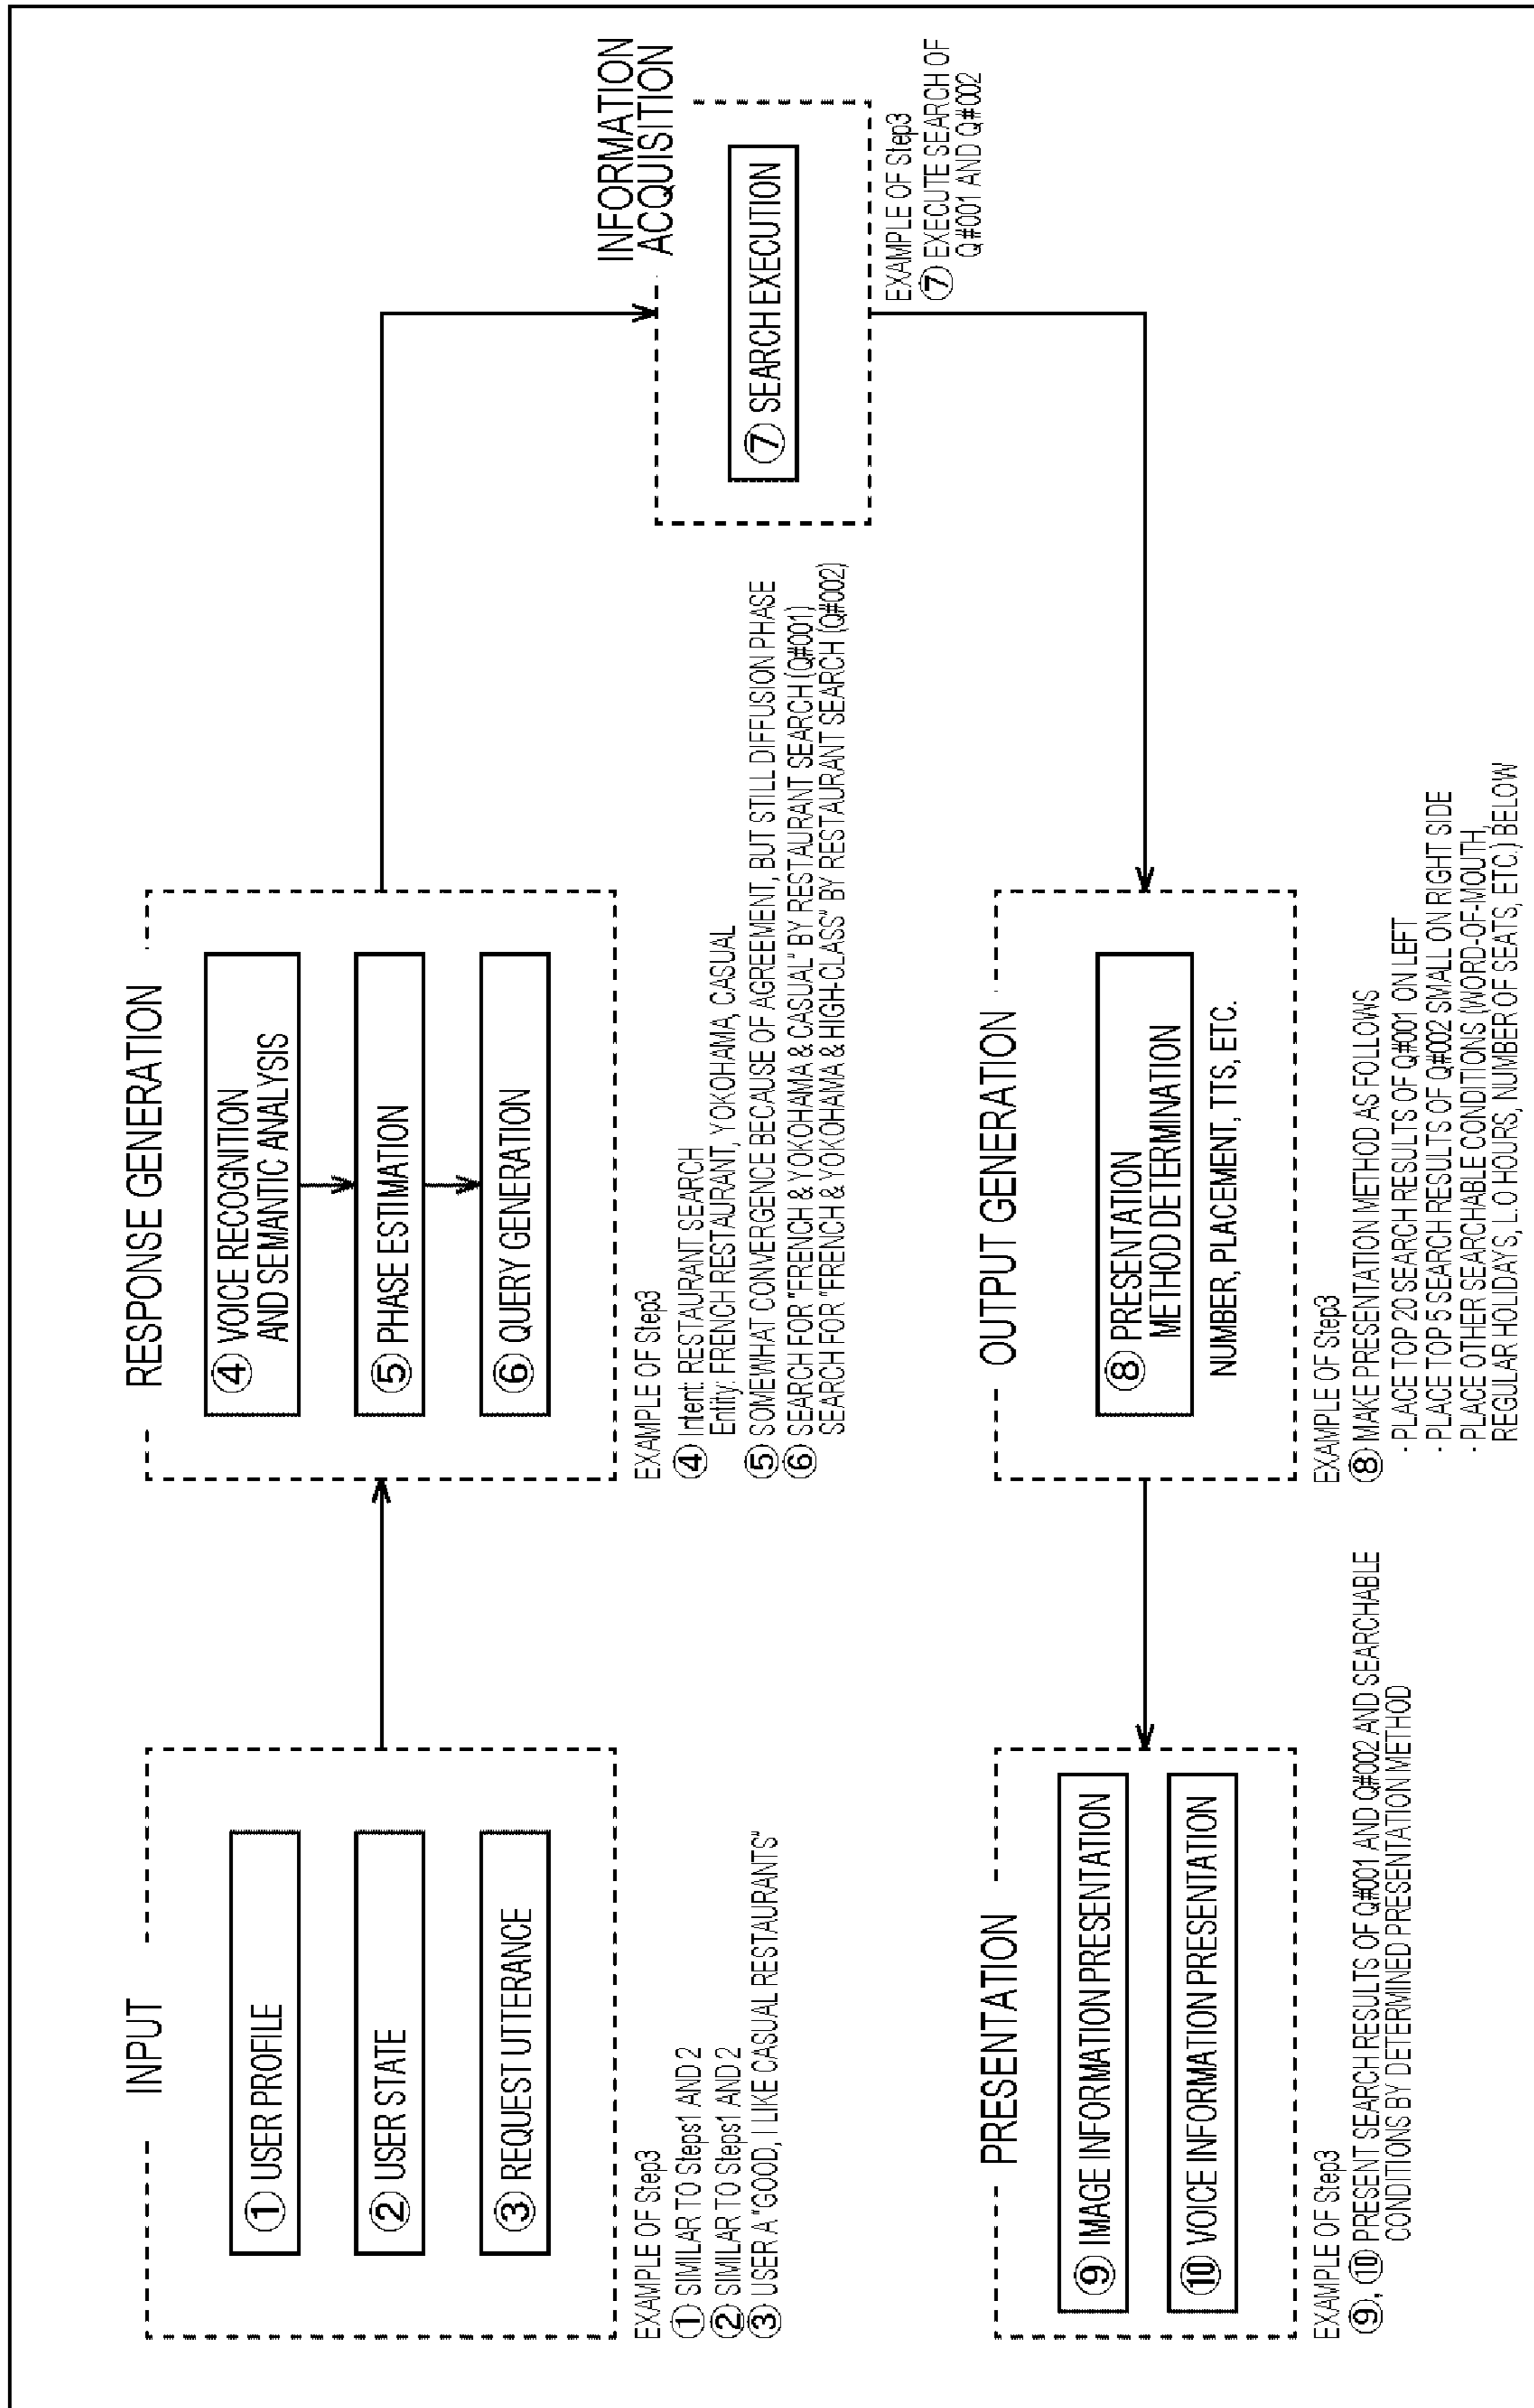 INPUT
① USER PROFILE
② USER STATE
③ REQUEST UTTERANCE
EXAMPLE OF Step3
① SIMILAR TO Steps1 AND 2
② SIMILAR TO Steps1 AND 2
③ USER A "GOOD, I LIKE CASUAL RESTAURANTS"
RESPONSE GENERATION
④ VOICE RECOGNITION
AND SEMANTIC ANALYSIS
⑤ PHASE ESTIMATION
⑥ QUERY GENERATION
EXAMPLE OF Step3
④ Intent: RESTAURANT SEARCH
Entity: FRENCH RESTAURANT, YOKOHAMA, CASUAL
⑤ SOMEWHAT CONVERGENCE BECAUSE OF AGREEMENT, BUT STILL DIFFUSION PHASE
⑥ SEARCH FOR "FRENCH & YOKOHAMA & CASUAL" BY RESTAURANT SEARCH (Q#001)
SEARCH FOR "FRENCH & YOKOHAMA & HIGH-CLASS" BY RESTAURANT SEARCH (Q#002)
INFORMATION
ACQUISITION
⑦ SEARCH EXECUTION
EXAMPLE OF Step3
⑦ EXECUTE SEARCH OF
Q#001 AND Q#002
OUTPUT GENERATION
⑧ PRESENTATION
METHOD DETERMINATION
NUMBER, PLACEMENT, TTS, ETC.
EXAMPLE OF Step3
⑧ MAKE PRESENTATION METHOD AS FOLLOWS
· PLACE TOP 20 SEARCH RESULTS OF Q#001 ON LEFT
· PLACE TOP 5 SEARCH RESULTS OF Q#002 SMALL ON RIGHT SIDE
· PLACE OTHER SEARCHABLE CONDITIONS (WORD-OF-MOUTH,
REGULAR HOLIDAYS, L.O HOURS, NUMBER OF SEATS, ETC.) BELOW
PRESENTATION
⑨ IMAGE INFORMATION PRESENTATION
⑩ VOICE INFORMATION PRESENTATION
EXAMPLE OF Step3
⑨, ⑩ PRESENT SEARCH RESULTS OF Q#001 AND Q#002 AND SEARCHABLE
CONDITIONS BY DETERMINED PRESENTATION METHOD